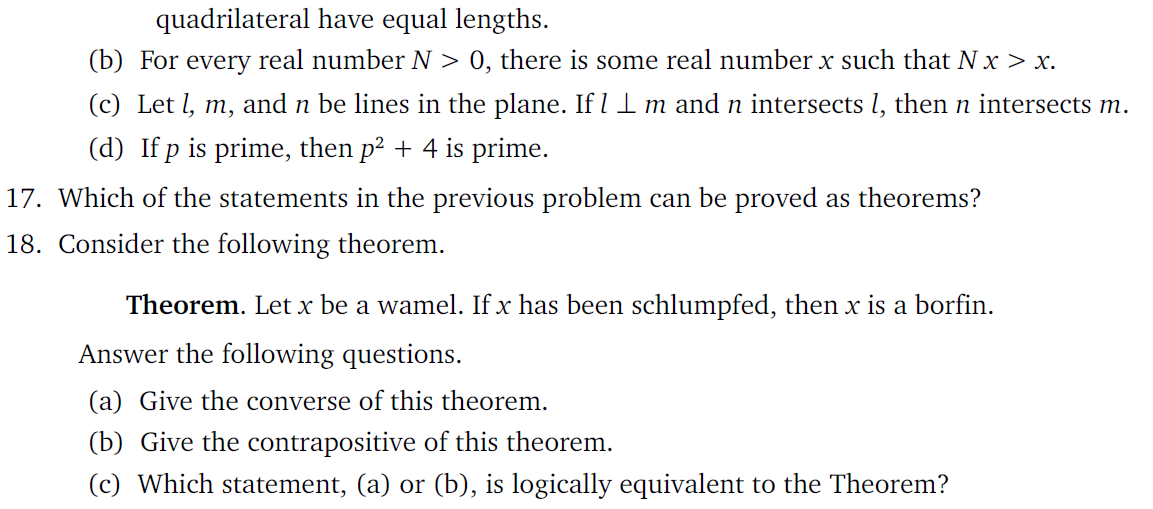 quadrilateral have equal lengths.
(b) For every real number N > 0, there is some real number x such that N x > x.
(c) Let l, m, and n be lines in the plane. If l ⊥ m and n intersects l, then n intersects m.
(d) If p is prime, then p² + 4 is prime.
17. Which of the statements in the previous problem can be proved as theorems?
18. Consider the following theorem.
Theorem. Let x be a wamel. If x has been schlumpfed, then x is a borfin.
Answer the following questions.
(a) Give the converse of this theorem.
(b) Give the contrapositive of this theorem.
(c) Which statement, (a) or (b), is logically equivalent to the Theorem?